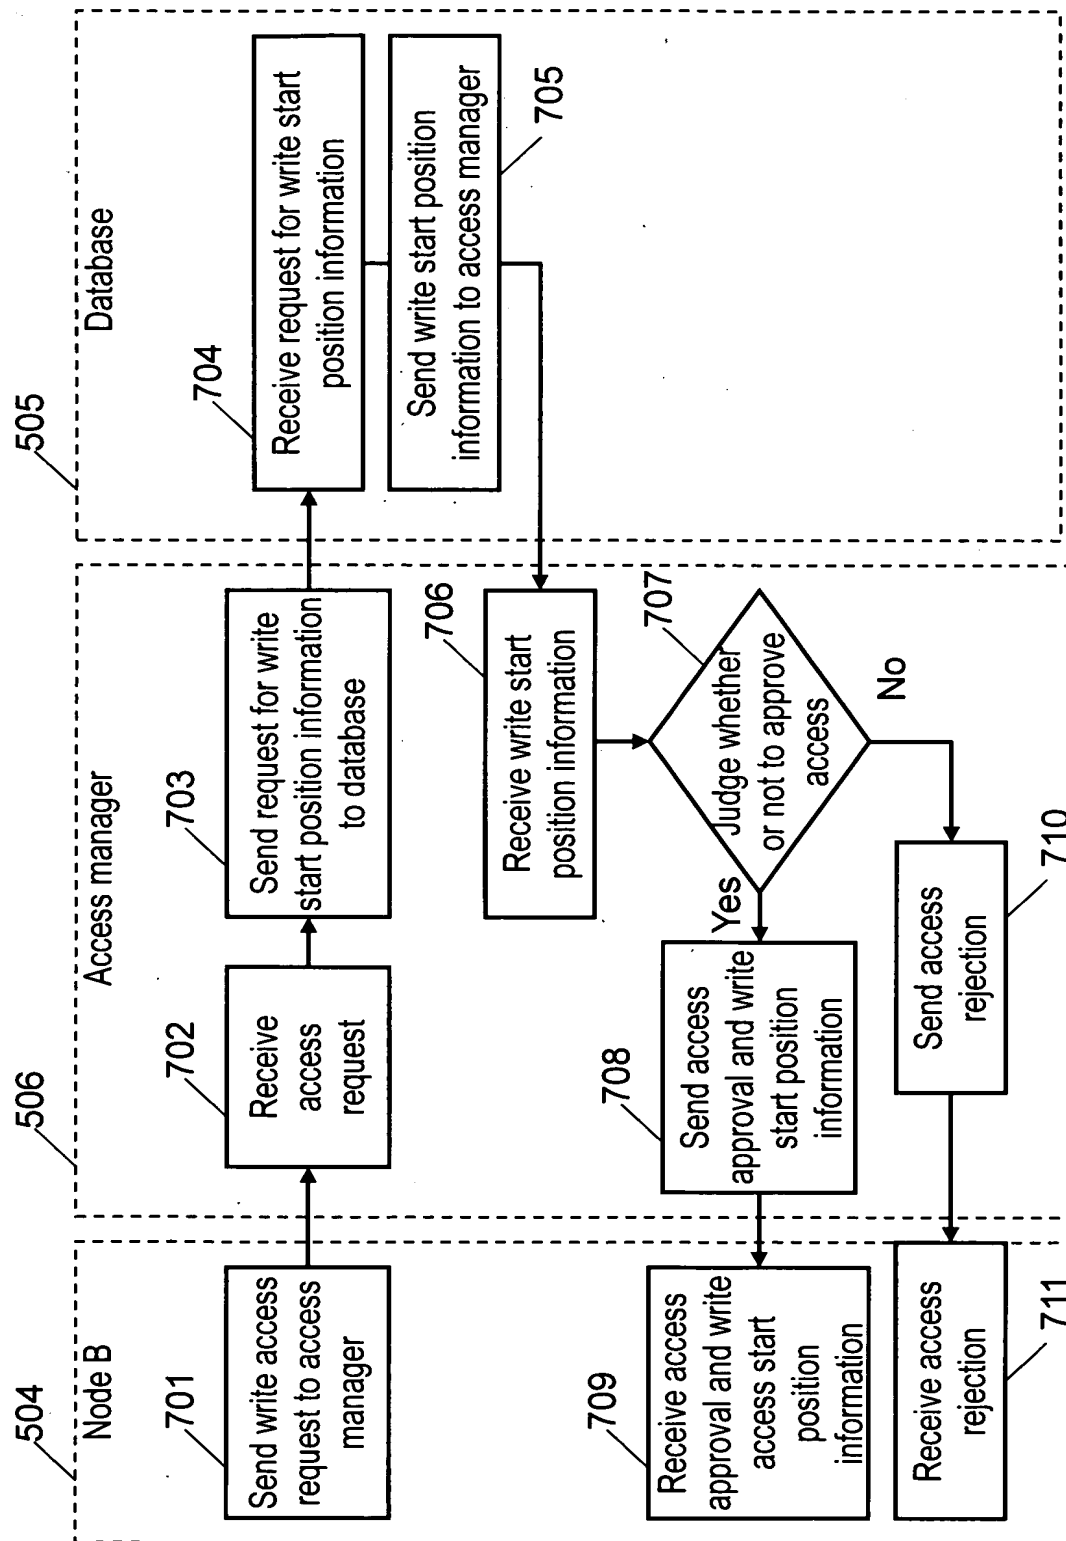 504
Node B
701
Send write access
request to access
manager
709
Receive access
approval and write
access start
position
information
Receive access
rejection
711
506
Access manager
702
Receive
access
request
703
Send request for write
start position information
to database
706
Receive write start
position information
707
Judge whether
or not to approve
access
Yes
No
708
Send access
approval and write
start position
information
Send access
rejection
710
505
Database
704
Receive request for write start
position information
Send write start position
information to access manager
705